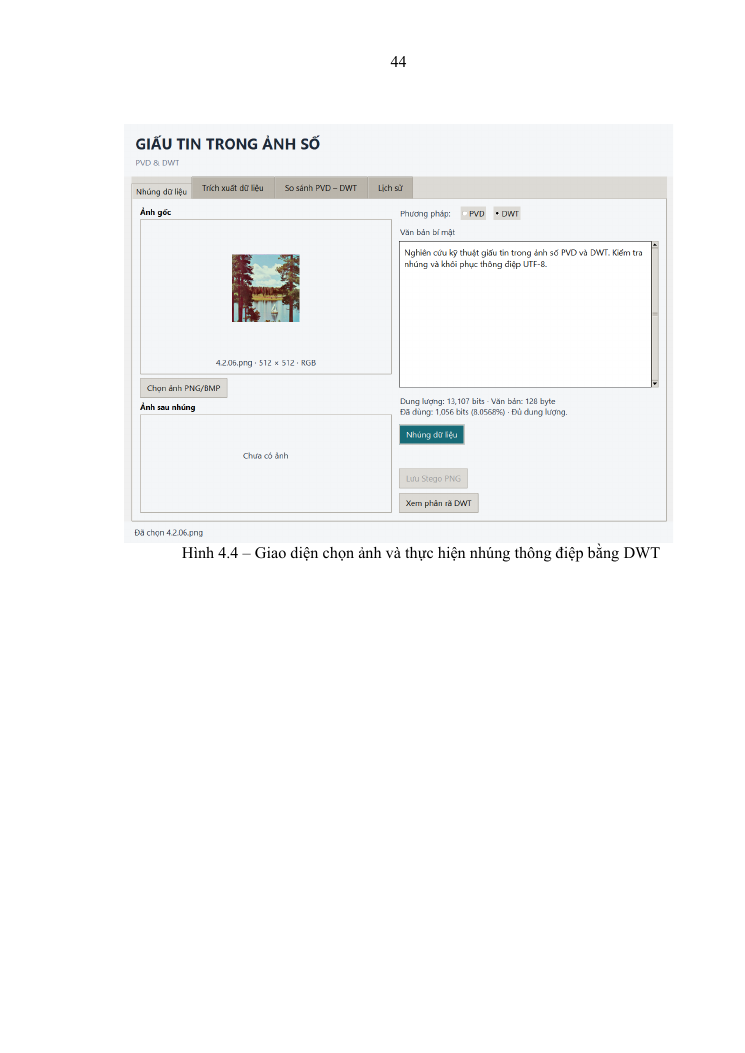 44
GIẤU TIN TRONG ẢNH SỐ
PVD & DWT
Nhúng dữ liệu
Trích xuất dữ liệu
So sánh PVD – DWT
Lịch sử
Ảnh gốc
4.2.06.png · 512 × 512 · RGB
Chọn ảnh PNG/BMP
Ảnh sau nhúng
Chưa có ảnh
Phương pháp: PVD DWT
Văn bản bí mật
Nghiên cứu kỹ thuật giấu tin trong ảnh số PVD và DWT. Kiểm tra
nhúng và khôi phục thông điệp UTF-8.
Dung lượng: 13,107 bits · Văn bản: 128 byte
Đã dùng: 1,056 bits (8.0568%) · Đủ dung lượng.
Nhúng dữ liệu
Lưu Stego PNG
Xem phân rã DWT
Đã chọn 4.2.06.png
Hình 4.4 – Giao diện chọn ảnh và thực hiện nhúng thông điệp bằng DWT